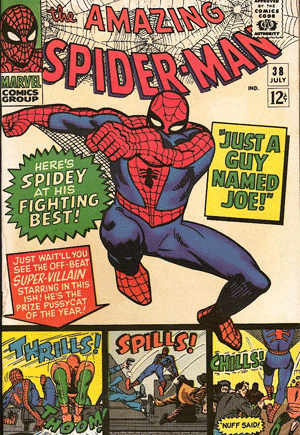 the AMAZING
SPIDER-MAN
APPROVED
BY THE
COMICS
CODE
AUTHORITY
MARVEL
COMICS
GROUP
IND.
38
JULY
12¢
"JUST A
GUY
NAMED
JOE!"
HERE'S
SPIDEY
AT HIS
FIGHTING
BEST!
JUST WAIT'LL YOU
SEE THE OFF-BEAT
SUPER-VILLAIN
STARRING IN THIS
ISH! HE'S THE
PRIZE PUSSYCAT
OF THE YEAR!
THRILLS!
THOOM!
SPILLS!
CHILLS!
NUFF SAID!